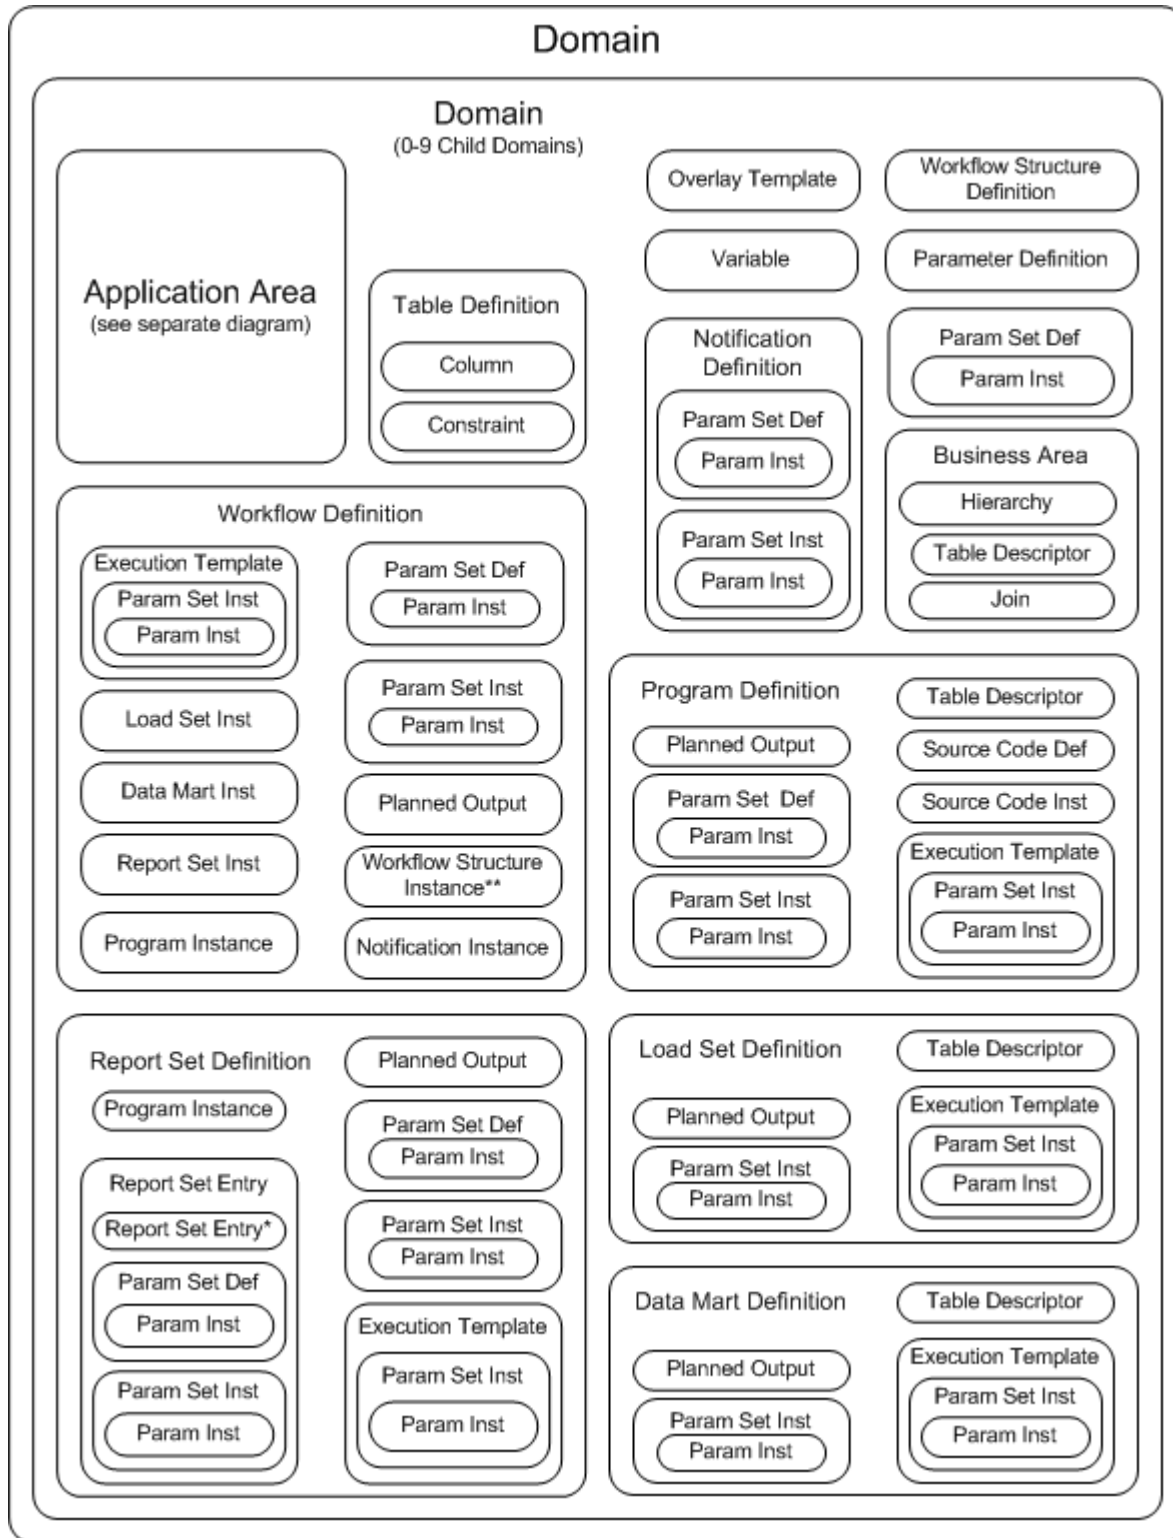 Domain
Domain
(0-9 Child Domains)
Application Area
(see separate diagram)
Table Definition
Column
Constraint
Overlay Template
Workflow Structure
Definition
Variable
Parameter Definition
Notification
Definition
Param Set Def
Param Inst
Param Set Inst
Param Inst
Param Set Def
Param Inst
Business Area
Hierarchy
Table Descriptor
Join
Workflow Definition
Execution Template
Param Set Inst
Param Inst
Load Set Inst
Data Mart Inst
Report Set Inst
Program Instance
Param Set Def
Param Inst
Param Set Inst
Param Inst
Planned Output
Workflow Structure
Instance**
Notification Instance
Program Definition
Planned Output
Param Set Def
Param Inst
Param Set Inst
Param Inst
Table Descriptor
Source Code Def
Source Code Inst
Execution Template
Param Set Inst
Param Inst
Report Set Definition
Program Instance
Report Set Entry
Report Set Entry*
Param Set Def
Param Inst
Param Set Inst
Param Inst
Planned Output
Param Set Def
Param Inst
Param Set Inst
Param Inst
Execution Template
Param Set Inst
Param Inst
Load Set Definition
Planned Output
Param Set Inst
Param Inst
Table Descriptor
Execution Template
Param Set Inst
Param Inst
Data Mart Definition
Planned Output
Param Set Inst
Param Inst
Table Descriptor
Execution Template
Param Set Inst
Param Inst